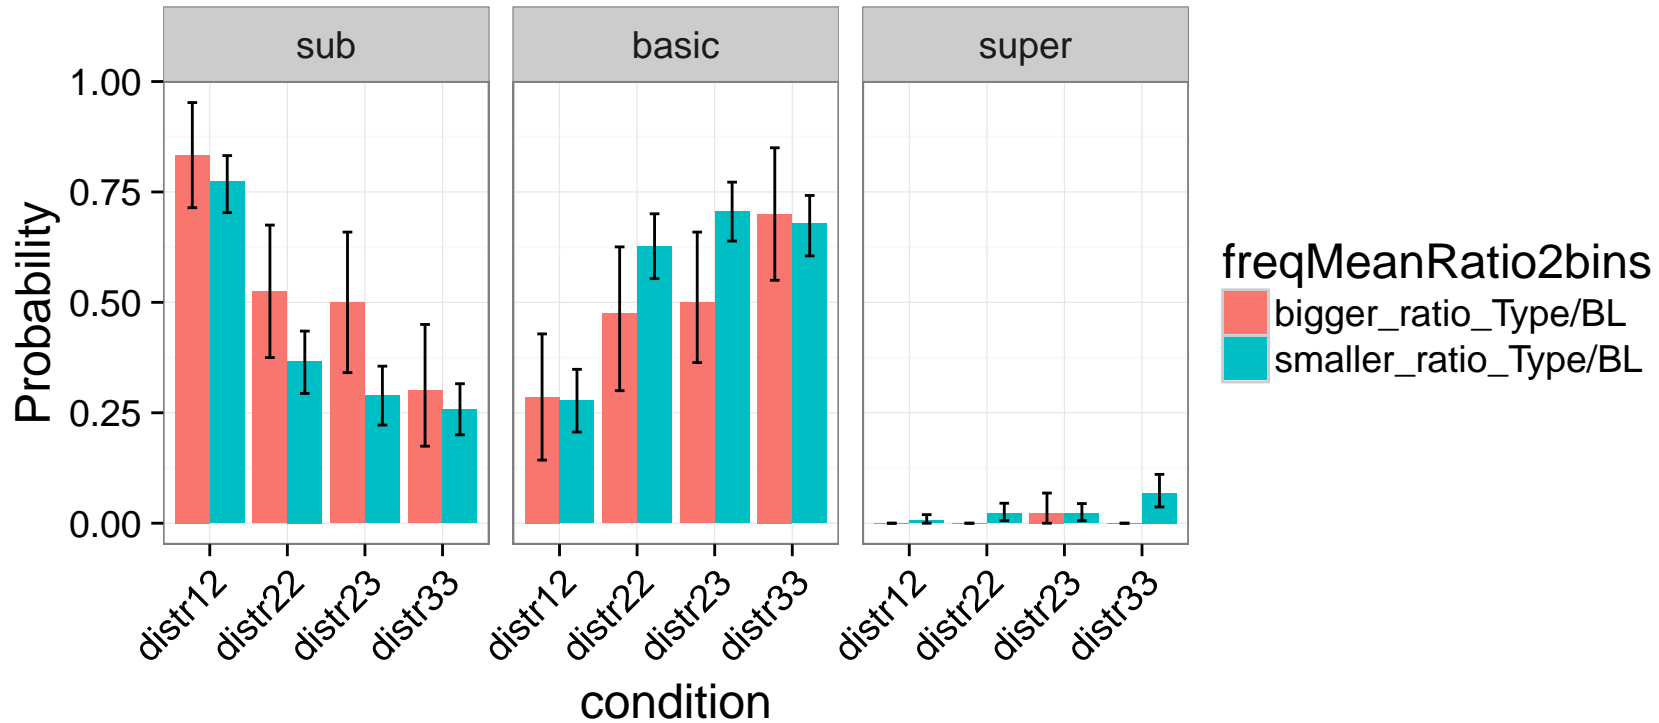 sub basic super
1.00
0.75
0.50
0.25
0.00
Probability
distr12 distr22 distr23 distr33 distr12 distr22 distr23 distr33 distr12 distr22 distr23 distr33
condition
freqMeanRatio2bins
bigger_ratio_Type/BL
smaller_ratio_Type/BL